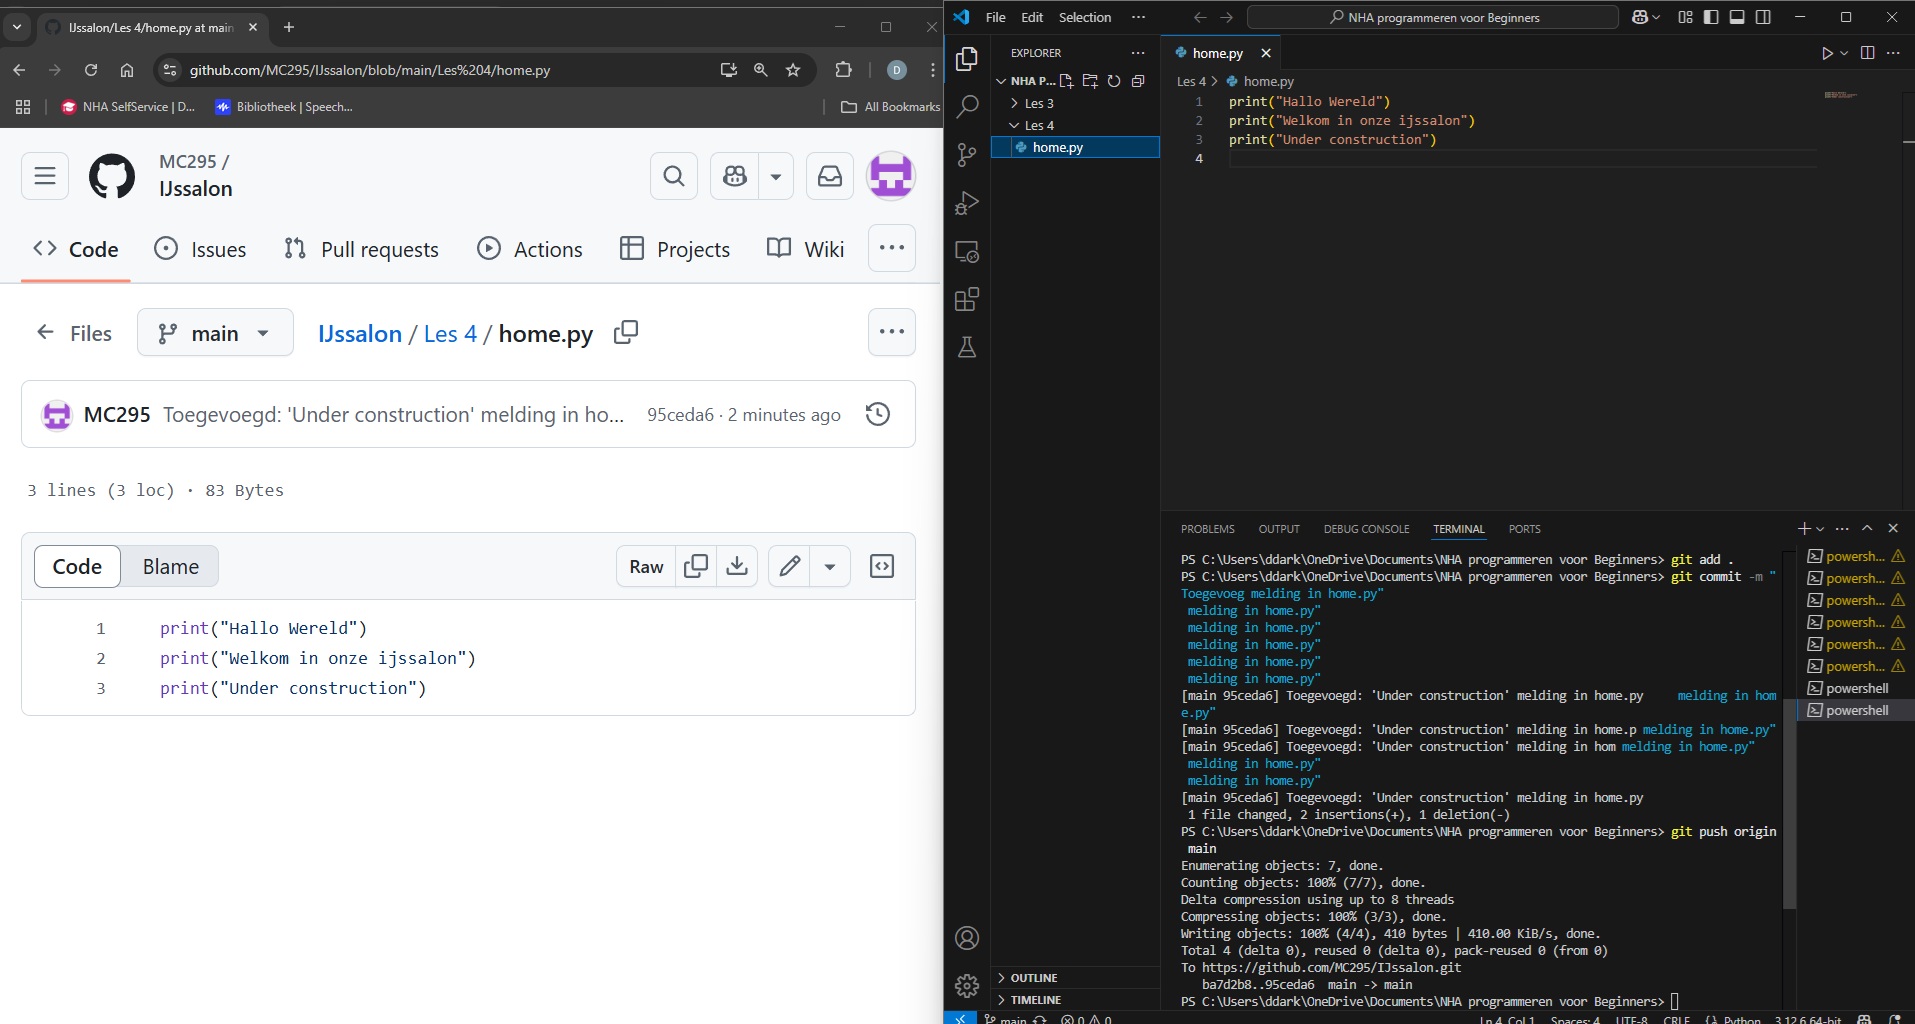 IJssalon/Les 4/home.py at main
github.com/MC295/IJssalon/blob/main/Les%204/home.py
D
NHA SelfService | D...
Bibliotheek | Speech...
All Bookmarks
MC295 /
IJssalon
Code
Issues
Pull requests
Actions
Projects
Wiki
Files
main
IJssalon / Les 4 / home.py
MC295 Toegevoegd: 'Under construction' melding in ho... 95ceda6 · 2 minutes ago
3 lines (3 loc) · 83 Bytes
Code
Blame
Raw
1 print("Hallo Wereld")
2 print("Welkom in onze ijssalon")
3 print("Under construction")
File Edit Selection ···
NHA programmeren voor Beginners
EXPLORER
NHA P...
Les 3
Les 4
home.py
OUTLINE
TIMELINE
home.py
Les 4 > home.py
1 print("Hallo Wereld")
2 print("Welkom in onze ijssalon")
3 print("Under construction")
4
PROBLEMS OUTPUT DEBUG CONSOLE TERMINAL PORTS
PS C:\Users\ddark\OneDrive\Documents\NHA programmeren voor Beginners> git add .
PS C:\Users\ddark\OneDrive\Documents\NHA programmeren voor Beginners> git commit -m "
Toegevoeg melding in home.py"
melding in home.py"
melding in home.py"
melding in home.py"
melding in home.py"
melding in home.py"
[main 95ceda6] Toegevoegd: 'Under construction' melding in home.py melding in hom
e.py"
[main 95ceda6] Toegevoegd: 'Under construction' melding in home.p melding in home.py"
[main 95ceda6] Toegevoegd: 'Under construction' melding in hom melding in home.py"
melding in home.py"
melding in home.py"
[main 95ceda6] Toegevoegd: 'Under construction' melding in home.py
1 file changed, 2 insertions(+), 1 deletion(-)
PS C:\Users\ddark\OneDrive\Documents\NHA programmeren voor Beginners> git push origin
main
Enumerating objects: 7, done.
Counting objects: 100% (7/7), done.
Delta compression using up to 8 threads
Compressing objects: 100% (3/3), done.
Writing objects: 100% (4/4), 410 bytes | 410.00 KiB/s, done.
Total 4 (delta 0), reused 0 (delta 0), pack-reused 0 (from 0)
To https://github.com/MC295/IJssalon.git
ba7d2b8..95ceda6 main -> main
PS C:\Users\ddark\OneDrive\Documents\NHA programmeren voor Beginners>
powersh...
powersh...
powersh...
powersh...
powersh...
powersh...
powershell
powershell
main 0 0 Ln 4, Col 1 Spaces: 4 UTF-8 CRLF Python 3.12.6 64-bit